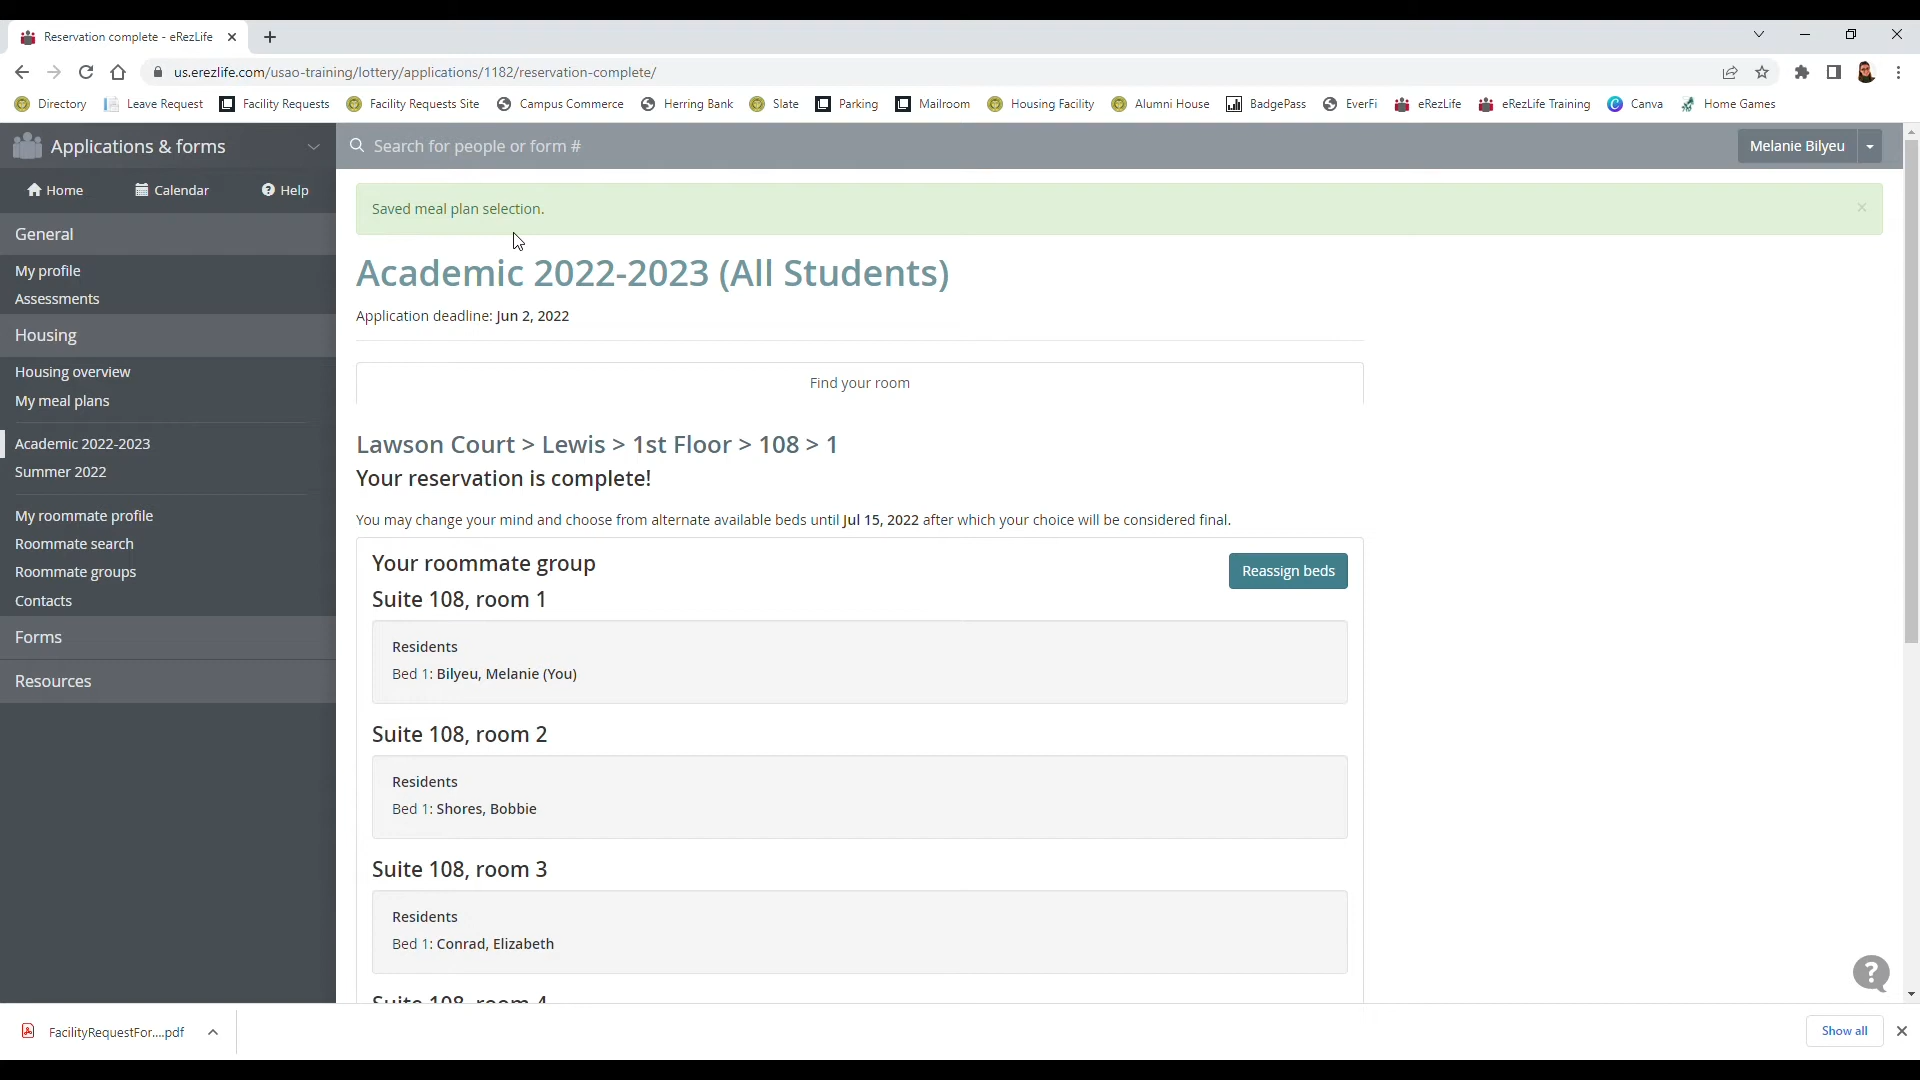 Reservation complete - eRezLife
us.erezlife.com/usao-training/lottery/applications/1182/reservation-complete/
Directory Leave Request Facility Requests Facility Requests Site Campus Commerce Herring Bank Slate Parking Mailroom Housing Facility Alumni House BadgePass EverFi eRezLife eRezLife Training Canva Home Games
Applications & forms
Search for people or form #
Melanie Bilyeu
Home Calendar Help
General
My profile
Assessments
Housing
Housing overview
My meal plans
Academic 2022-2023
Summer 2022
My roommate profile
Roommate search
Roommate groups
Contacts
Forms
Resources
Saved meal plan selection.
Academic 2022-2023 (All Students)
Application deadline: Jun 2, 2022
Find your room
Lawson Court > Lewis > 1st Floor > 108 > 1
Your reservation is complete!
You may change your mind and choose from alternate available beds until Jul 15, 2022 after which your choice will be considered final.
Your roommate group
Reassign beds
Suite 108, room 1
Residents
Bed 1: Bilyeu, Melanie (You)
Suite 108, room 2
Residents
Bed 1: Shores, Bobbie
Suite 108, room 3
Residents
Bed 1: Conrad, Elizabeth
Suite 108, room 4
FacilityRequestFor....pdf
Show all